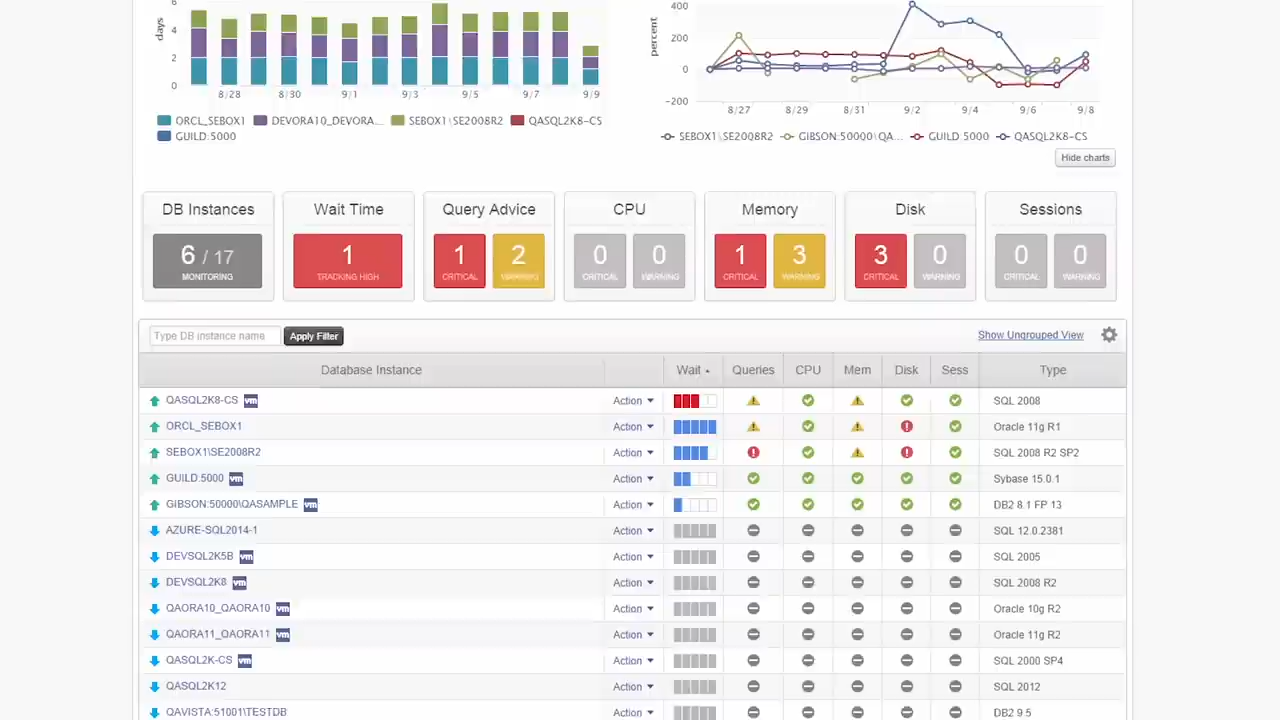 6
4
2
0
days
8/28 8/30 9/1 9/3 9/5 9/7 9/9
ORCL_SEBOX1 DEVORA10_DEVORA... SEBOX1\SE2008R2 QASQL2K8-CS
GUILD:5000
400
200
0
-200
percent
8/27 8/29 8/31 9/2 9/4 9/6 9/8
SEBOX1\SE2008R2 GIBSON:50000\QA... GUILD:5000 QASQL2K8-CS
Hide charts
DB Instances Wait Time Query Advice CPU Memory Disk Sessions
6 / 17 1 1 2 0 0 1 3 3 0 0 0
MONITORING TRACKING HIGH CRITICAL WARNING CRITICAL WARNING CRITICAL WARNING CRITICAL WARNING CRITICAL WARNING
Type DB instance name Apply Filter Show Ungrouped View
Database Instance Wait Queries CPU Mem Disk Sess Type
QASQL2K8-CS vm Action SQL 2008
ORCL_SEBOX1 Action Oracle 11g R1
SEBOX1\SE2008R2 Action SQL 2008 R2 SP2
GUILD:5000 vm Action Sybase 15.0.1
GIBSON:50000\QASAMPLE vm Action DB2 8.1 FP 13
AZURE-SQL2014-1 Action SQL 12.0.2381
DEVSQL2K5B vm Action SQL 2005
DEVSQL2K8 vm Action SQL 2008 R2
QAORA10_QAORA10 vm Action Oracle 10g R2
QAORA11_QAORA11 vm Action Oracle 11g R2
QASQL2K-CS vm Action SQL 2000 SP4
QASQL2K12 Action SQL 2012
QAVISTA:51001\TESTDB Action DB2 9.5